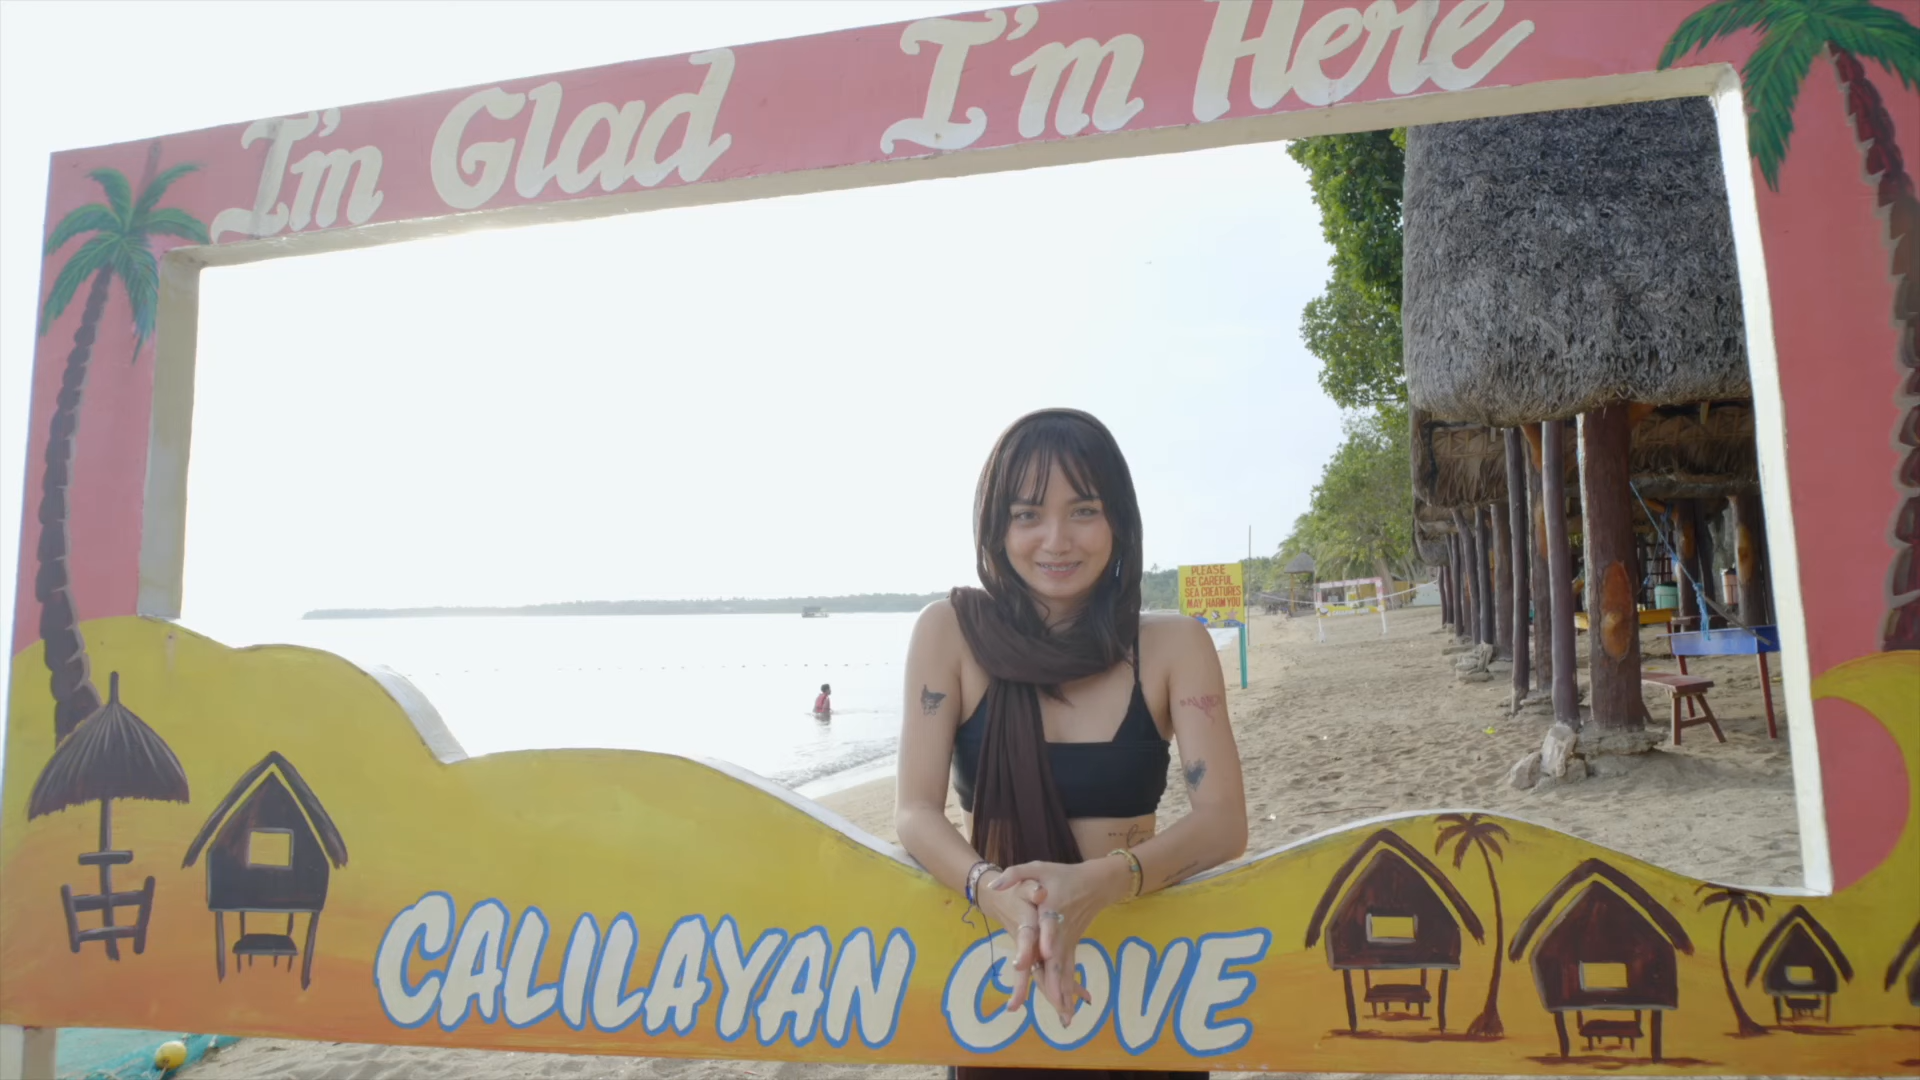 I'm Glad I'm Here
PLEASE
BE CAREFUL
SEA CREATURES
MAY HARM YOU
CALILAYAN COVE